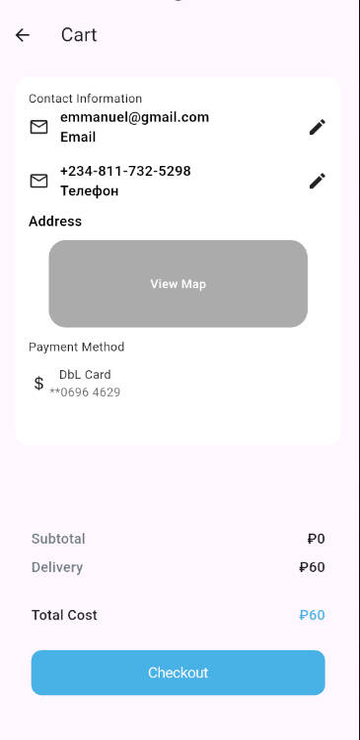 Cart
Contact Information
emmanuel@gmail.com
Email
+234-811-732-5298
Телефон
Address
View Map
Payment Method
$ DbL Card
**0696 4629
Subtotal ₽0
Delivery ₽60
Total Cost ₽60
Checkout